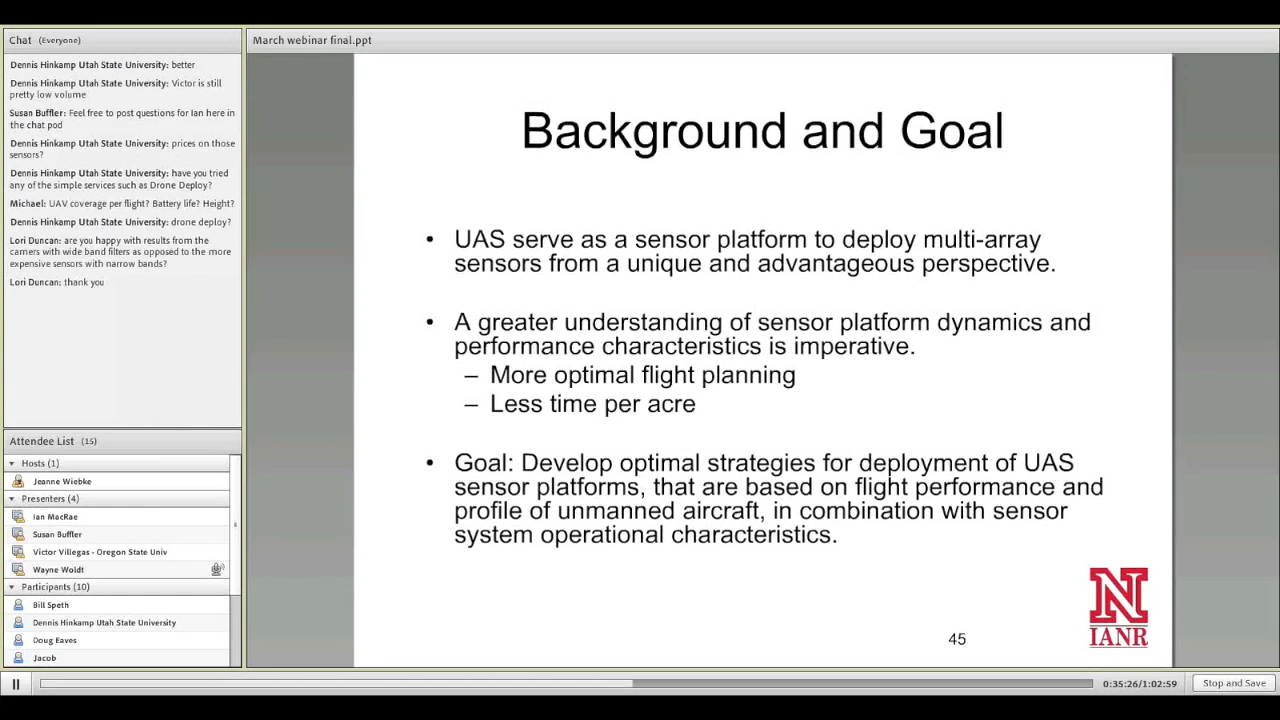 Chat (Everyone)
Dennis Hinkamp Utah State University: better
Dennis Hinkamp Utah State University: Victor is still
pretty low volume
Susan Buffler: Feel free to post questions for Ian here in
the chat pod
Dennis Hinkamp Utah State University: prices on those
sensors?
Dennis Hinkamp Utah State University: have you tried
any of the simple services such as Drone Deploy?
Michael: UAV coverage per flight? Battery life? Height?
Dennis Hinkamp Utah State University: drone deploy?
Lori Duncan: are you happy with results from the
camers with wide band filters as opposed to the more
expensive sensors with narrow bands?
Lori Duncan: thank you
Attendee List (15)
Hosts (1)
Jeanne Wiebke
Presenters (4)
Ian MacRae
Susan Buffler
Victor Villegas - Oregon State Univ
Wayne Woldt
Participants (10)
Bill Speth
Dennis Hinkamp Utah State University
Doug Eaves
Jacob
March webinar final.ppt
Background and Goal
• UAS serve as a sensor platform to deploy multi-array
sensors from a unique and advantageous perspective.
• A greater understanding of sensor platform dynamics and
performance characteristics is imperative.
– More optimal flight planning
– Less time per acre
• Goal: Develop optimal strategies for deployment of UAS
sensor platforms, that are based on flight performance and
profile of unmanned aircraft, in combination with sensor
system operational characteristics.
45
N
IANR
0:35:26/1:02:59
Stop and Save